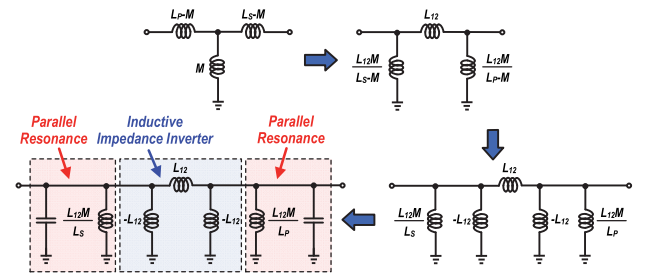 LP-M
LS-M
M
L12
L12M
LS-M
L12M
LP-M
Parallel
Resonance
Inductive
Impedance Inverter
Parallel
Resonance
L12
L12M
LS
-L12
-L12
L12M
LP
L12
L12M
LS
-L12
-L12
L12M
LP